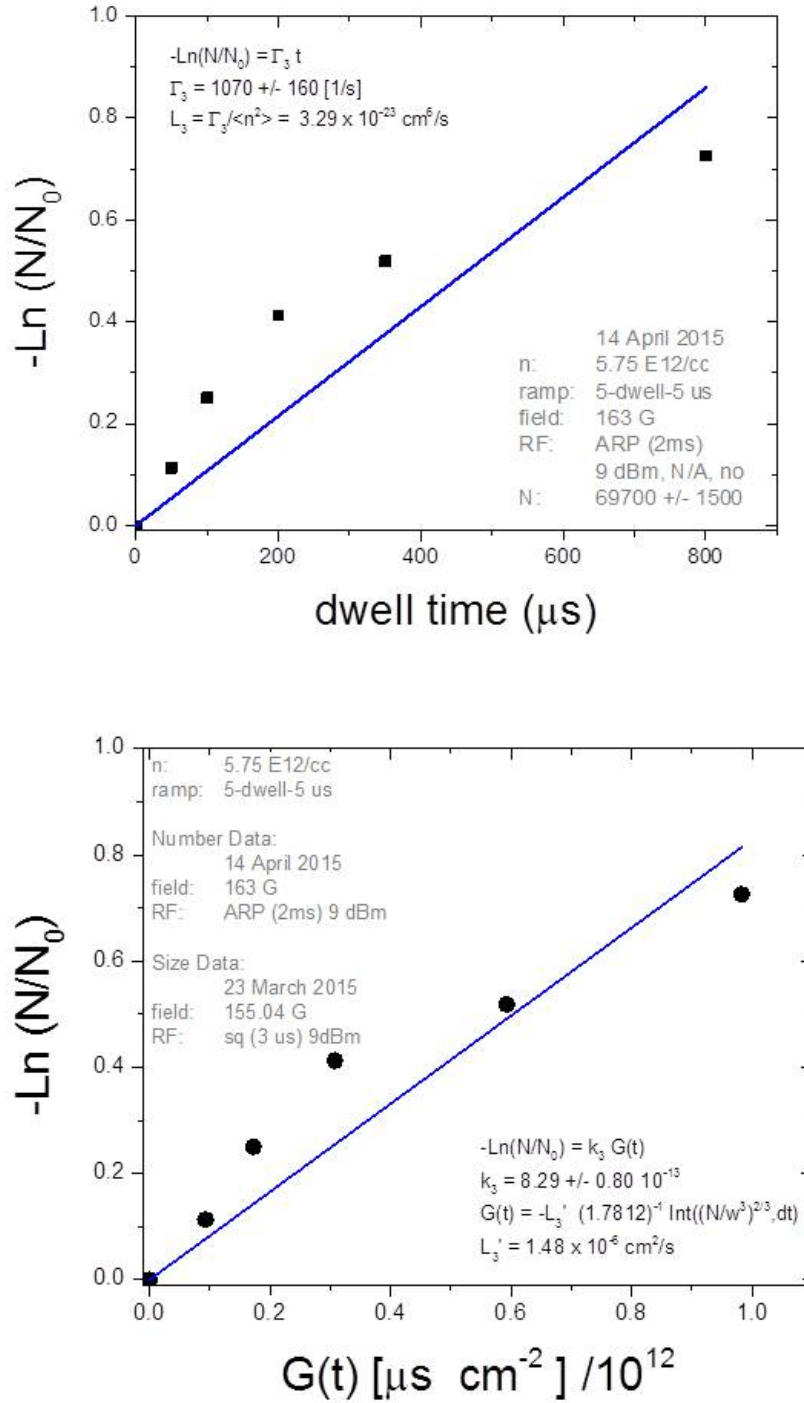 1.0
0.8
0.6
0.4
0.2
0.0
-Ln (N/N₀)
-Ln(N/N₀) = Γ₃ t
Γ₃ = 1070 +/- 160 [1/s]
L₃ = Γ₃/<n²> = 3.29 x 10⁻²³ cm⁶/s
14 April 2015
n: 5.75 E12/cc
ramp: 5-dwell-5 us
field: 163 G
RF: ARP (2ms)
9 dBm, N/A, no
N: 69700 +/- 1500
0 200 400 600 800
dwell time (μs)
1.0
0.8
0.6
0.4
0.2
0.0
-Ln (N/N₀)
n: 5.75 E12/cc
ramp: 5-dwell-5 us
Number Data:
14 April 2015
field: 163 G
RF: ARP (2ms) 9 dBm
Size Data:
23 March 2015
field: 155.04 G
RF: sq (3 us) 9dBm
-Ln(N/N₀) = k₃ G(t)
k₃ = 8.29 +/- 0.80 10⁻¹³
G(t) = -L₃' (1.7812)⁻¹ Int((N/w³)²ᐟ³,dt)
L₃' = 1.48 x 10⁻⁶ cm²/s
0.0 0.2 0.4 0.6 0.8 1.0
G(t) [μs cm⁻² ] /10¹²